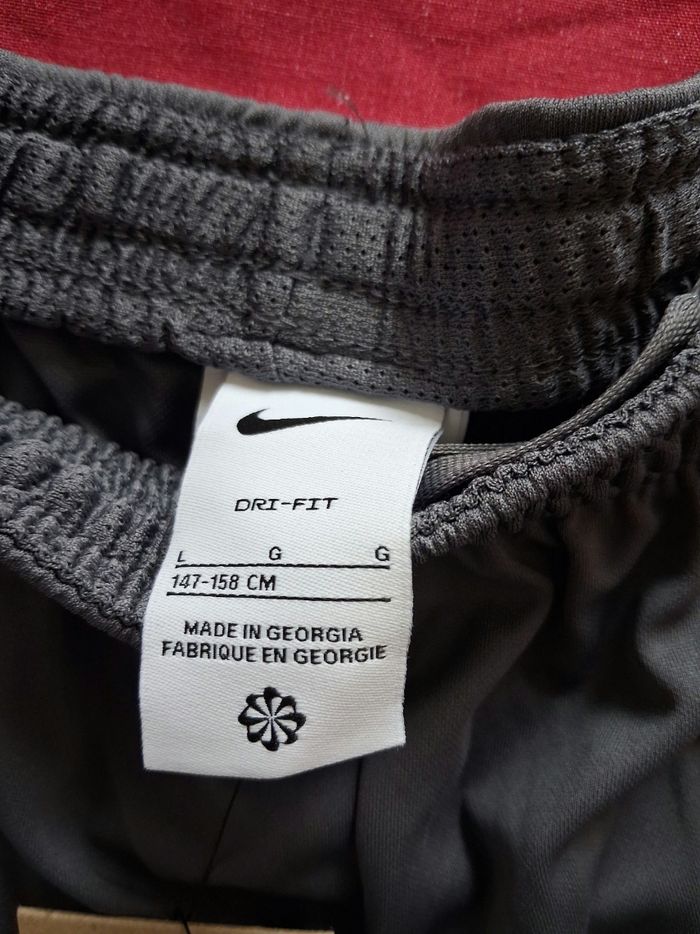 DRI-FIT
L G G
147-158 CM
MADE IN GEORGIA
FABRIQUE EN GEORGIE